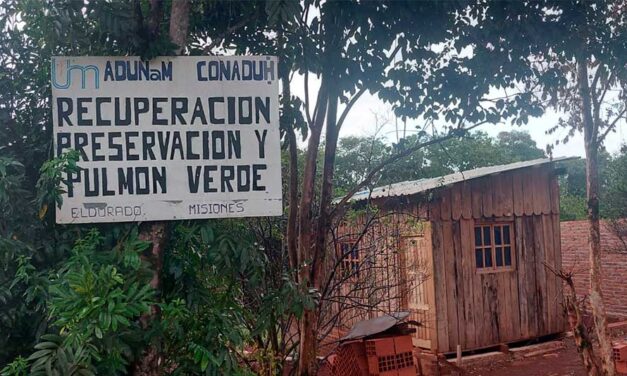 um ADUNaM CONADUH
RECUPERACION
PRESERVACION Y
PULMON VERDE
ELDORADO. MISIONES